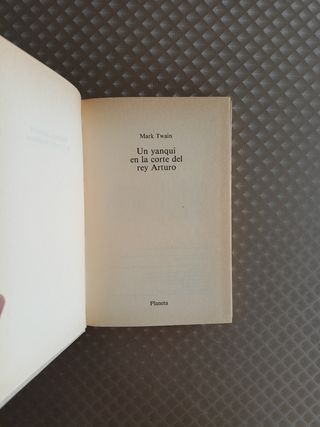 Mark Twain
Un yanqui
en la corte del
rey Arturo
Planeta